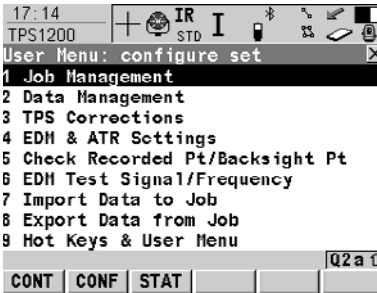 17:14
TPS1200
IR
STD
I
User Menu: configure set
1 Job Management
2 Data Management
3 TPS Corrections
4 EDM & ATR Settings
5 Check Recorded Pt/Backsight Pt
6 EDM Test Signal/Frequency
7 Import Data to Job
8 Export Data from Job
9 Hot Keys & User Menu
Q2a
CONT CONF STAT